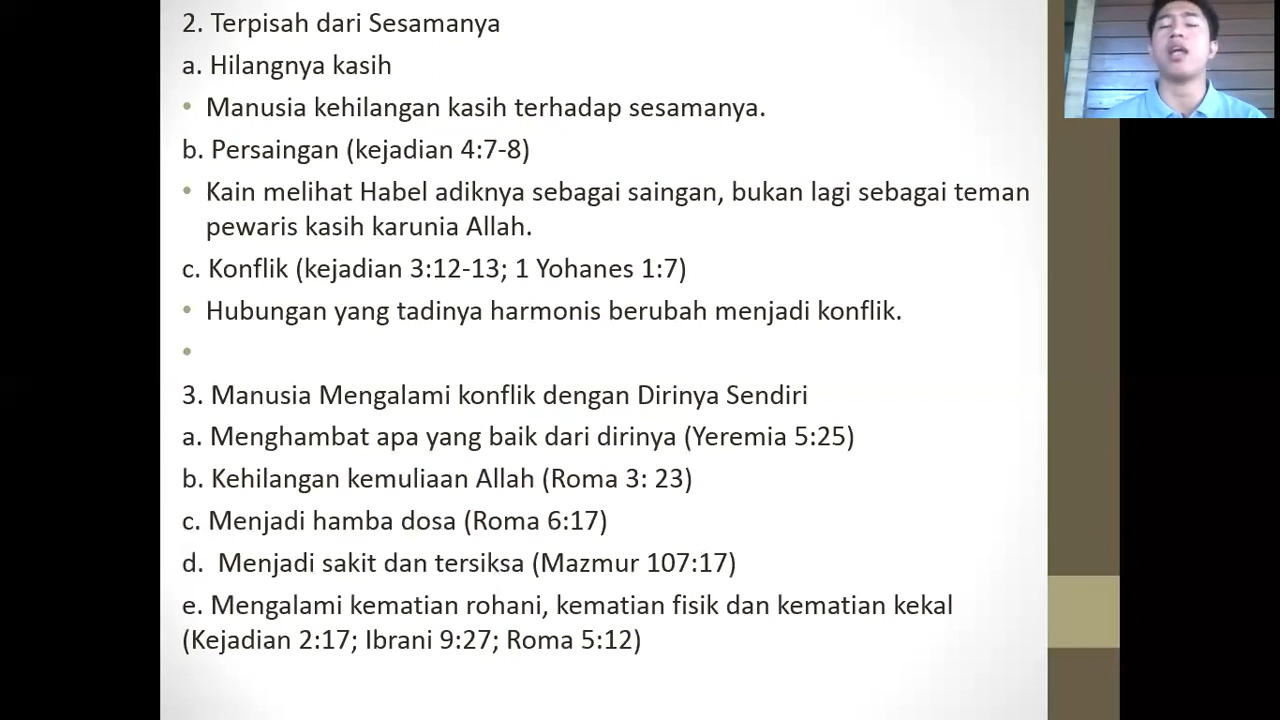 2. Terpisah dari Sesamanya
a. Hilangnya kasih
• Manusia kehilangan kasih terhadap sesamanya.
b. Persaingan (kejadian 4:7-8)
• Kain melihat Habel adiknya sebagai saingan, bukan lagi sebagai teman
pewaris kasih karunia Allah.
c. Konflik (kejadian 3:12-13; 1 Yohanes 1:7)
• Hubungan yang tadinya harmonis berubah menjadi konflik.
•
3. Manusia Mengalami konflik dengan Dirinya Sendiri
a. Menghambat apa yang baik dari dirinya (Yeremia 5:25)
b. Kehilangan kemuliaan Allah (Roma 3: 23)
c. Menjadi hamba dosa (Roma 6:17)
d.  Menjadi sakit dan tersiksa (Mazmur 107:17)
e. Mengalami kematian rohani, kematian fisik dan kematian kekal
(Kejadian 2:17; Ibrani 9:27; Roma 5:12)